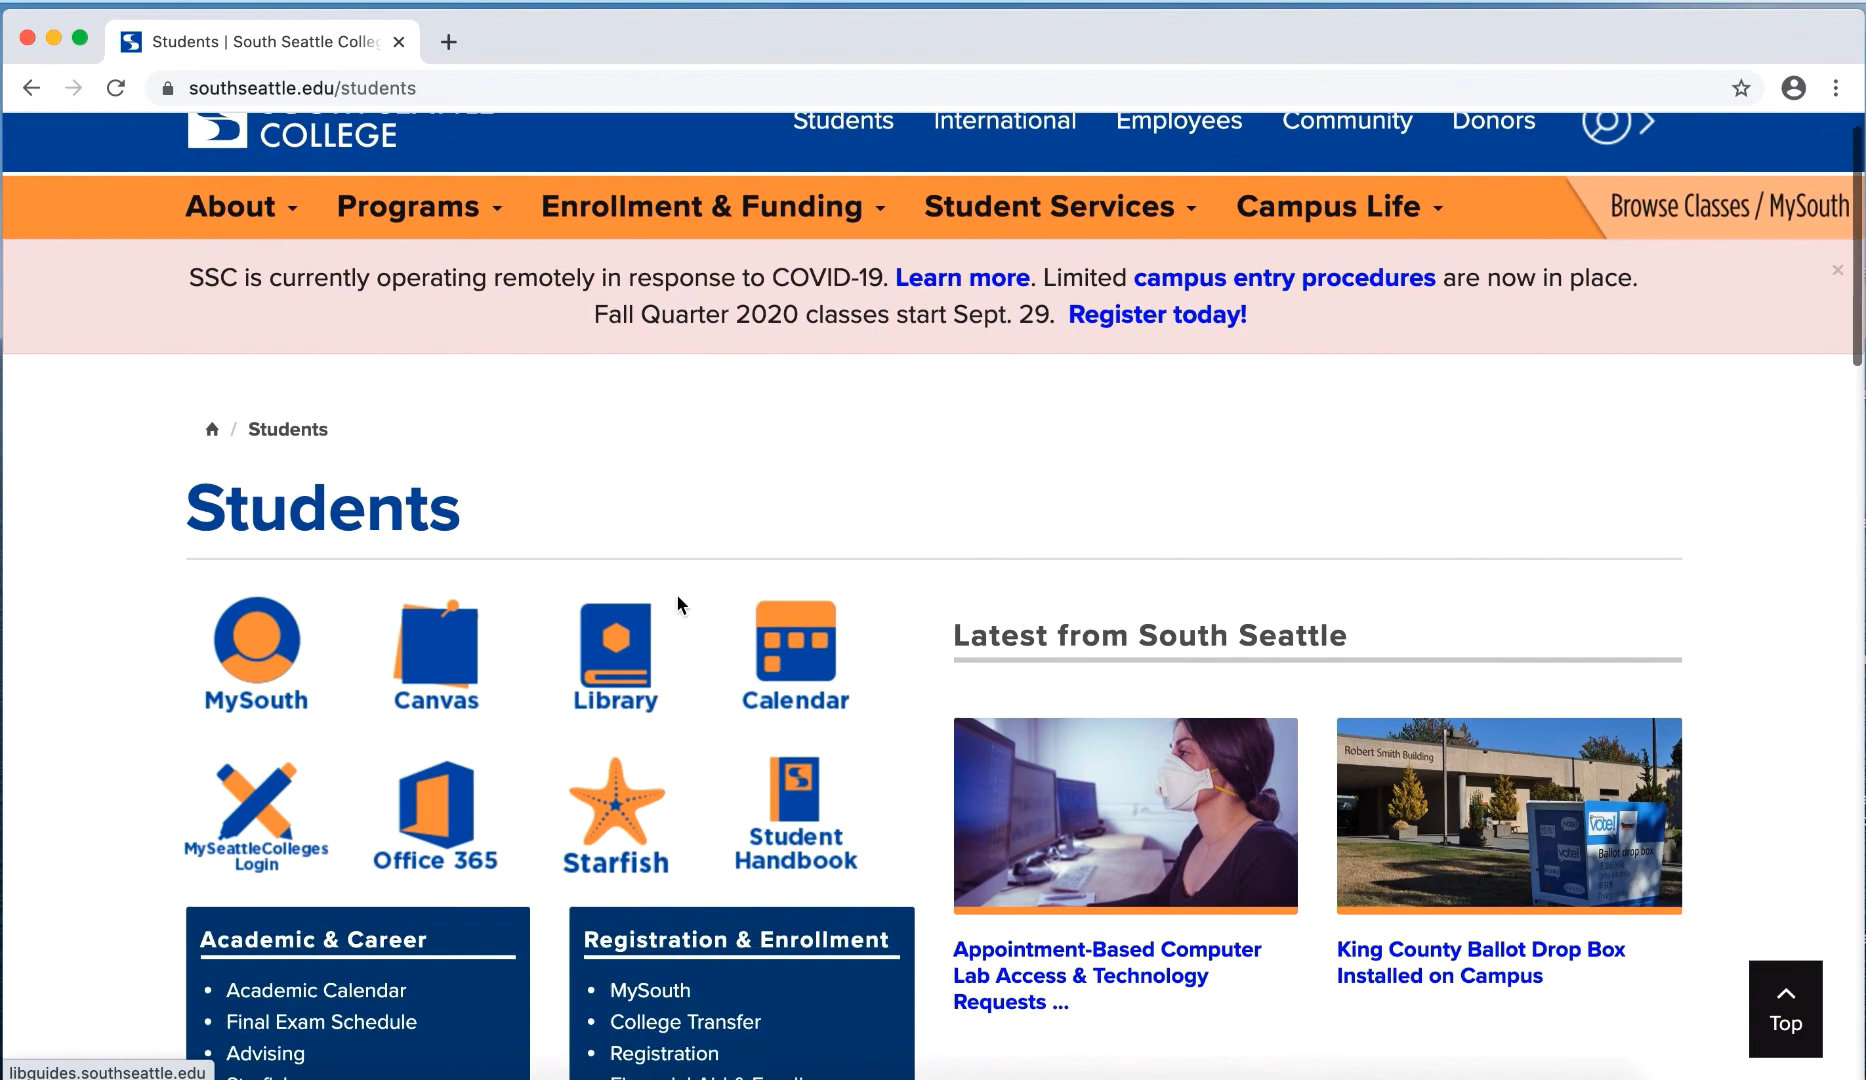 Students | South Seattle Colleg
southseattle.edu/students
COLLEGE
Students International Employees Community Donors
About Programs Enrollment & Funding Student Services Campus Life Browse Classes / MySouth
SSC is currently operating remotely in response to COVID-19. Learn more. Limited campus entry procedures are now in place.
Fall Quarter 2020 classes start Sept. 29. Register today!
/ Students
Students
MySouth Canvas Library Calendar
MySeattleColleges
Login
Office 365
Starfish
Student
Handbook
Academic & Career
• Academic Calendar
• Final Exam Schedule
• Advising
Registration & Enrollment
• MySouth
• College Transfer
• Registration
Latest from South Seattle
Robert Smith Building
Vote!
vote!
Ballot drop box
Appointment-Based Computer
Lab Access & Technology
Requests ...
King County Ballot Drop Box
Installed on Campus
Top
libguides.southseattle.edu